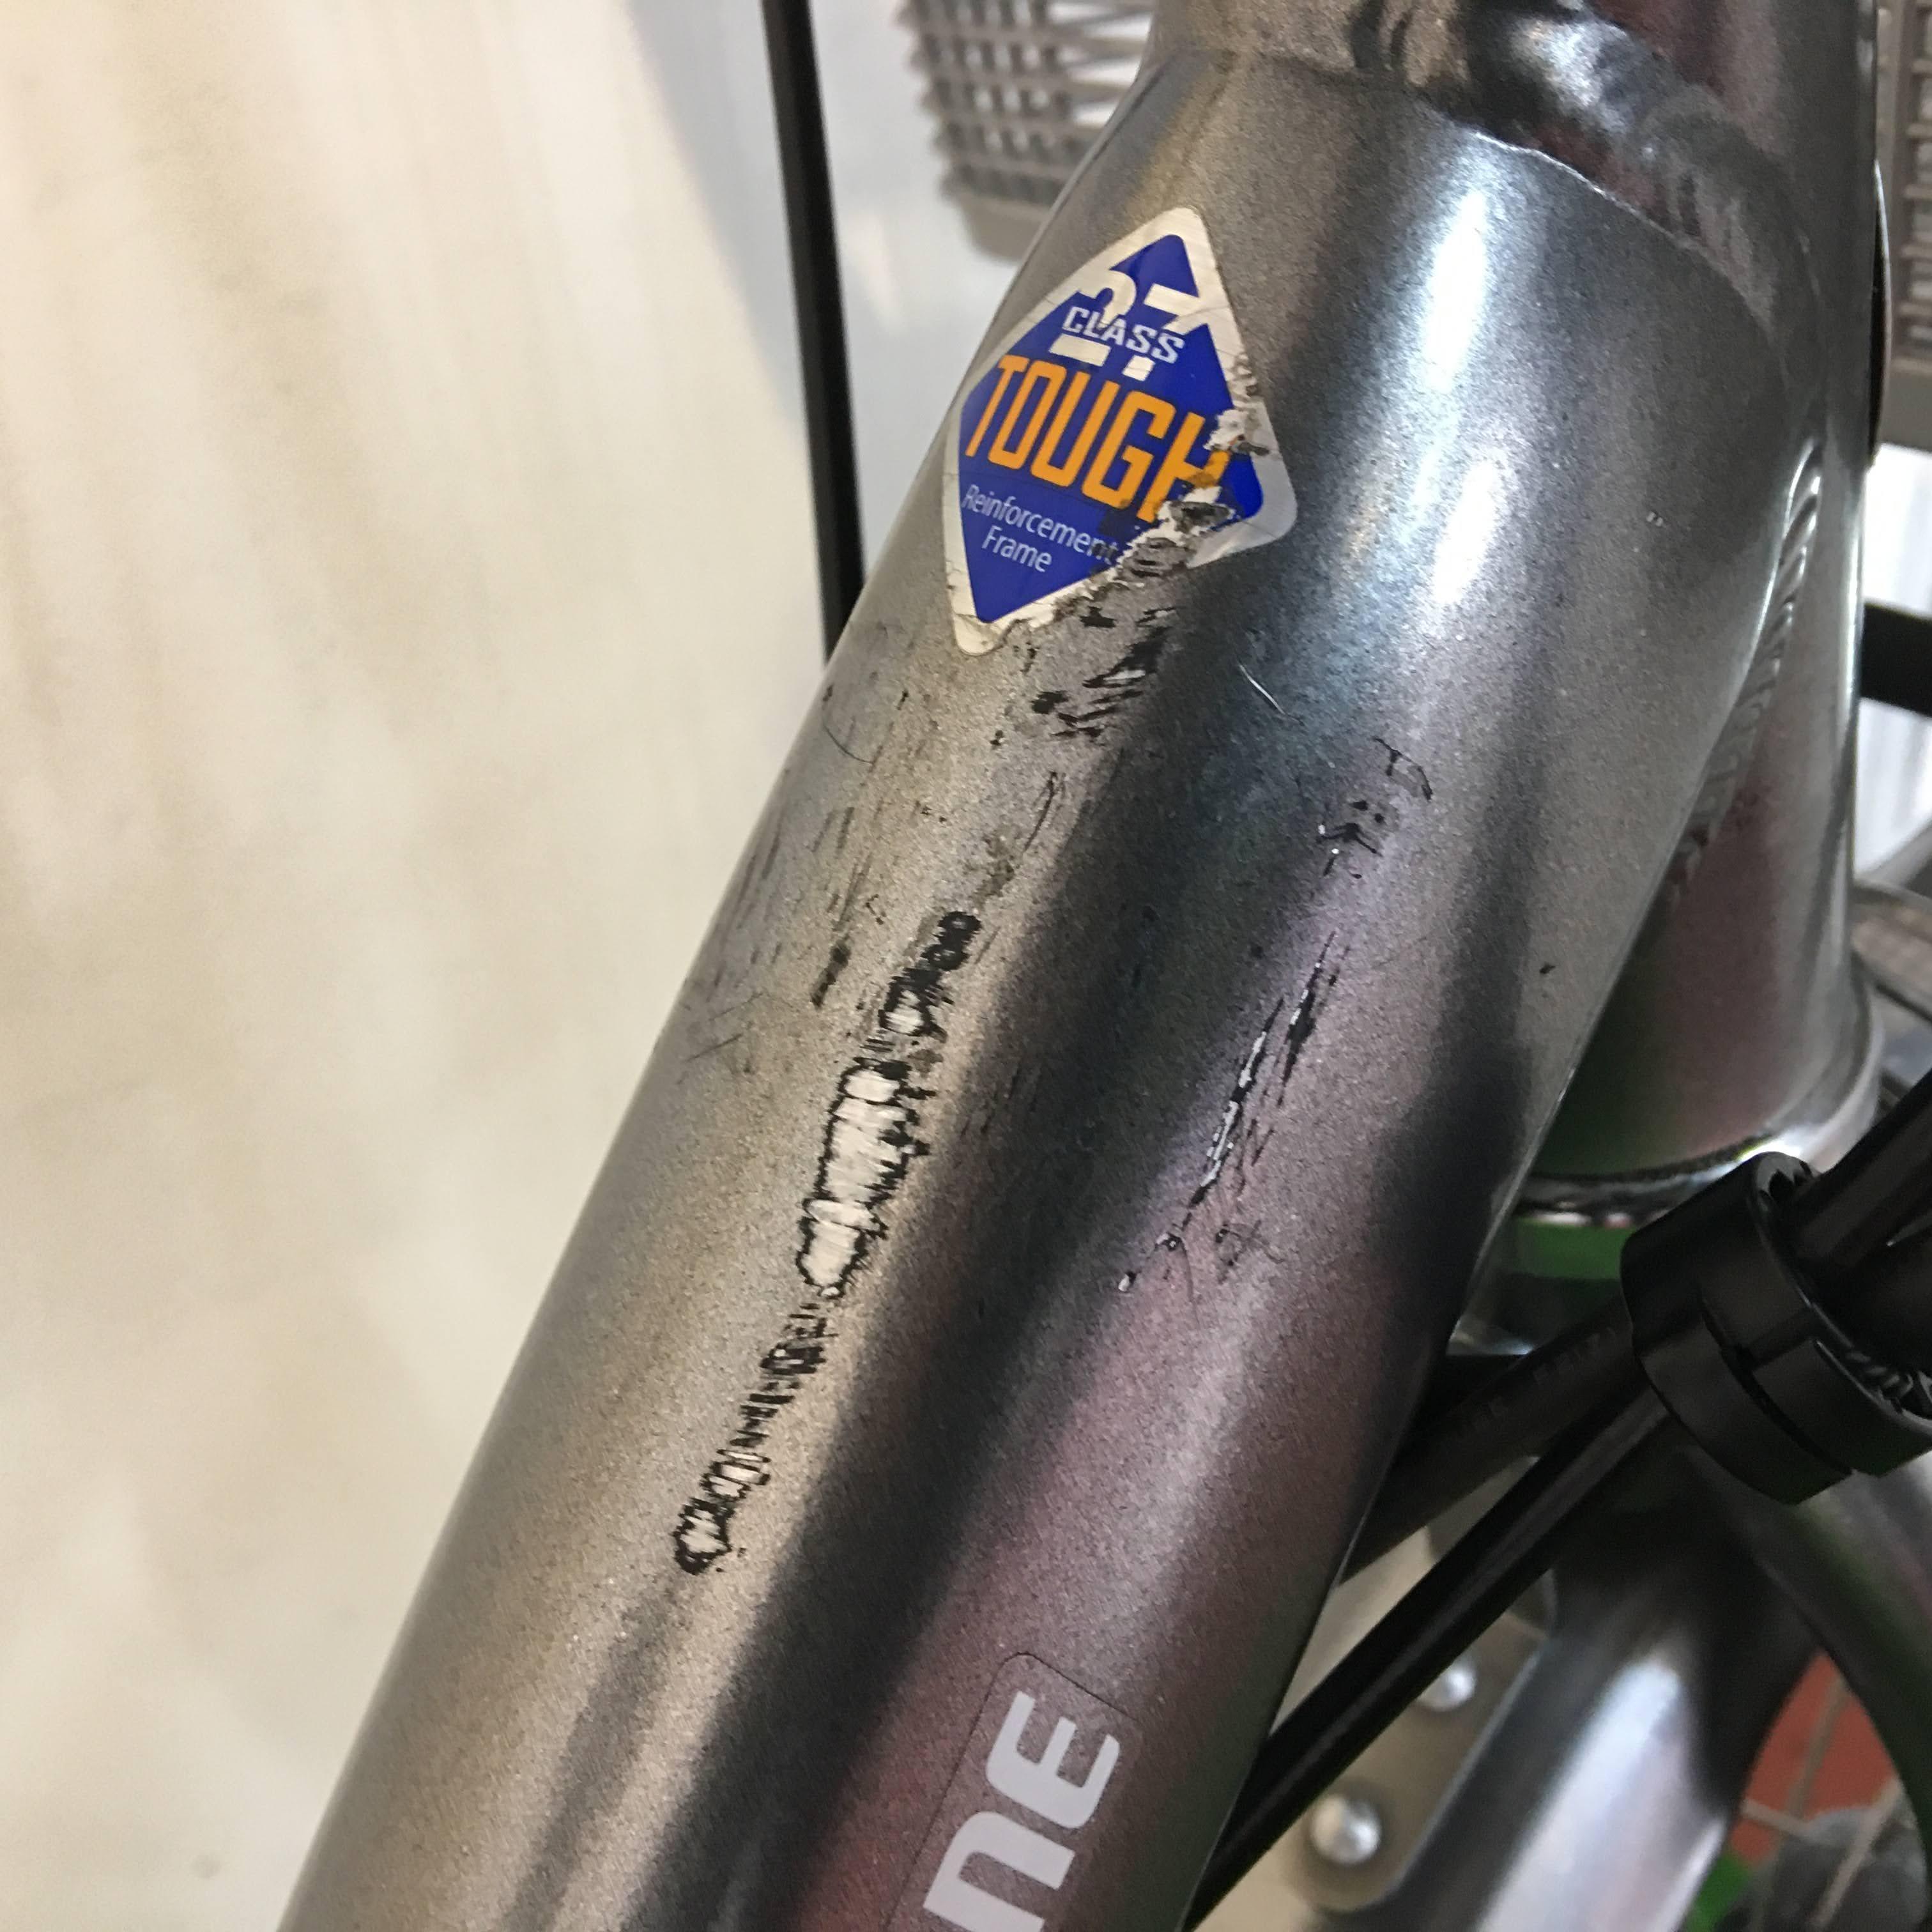 27
CLASS
TOUGH
Reinforcement
Frame
NE